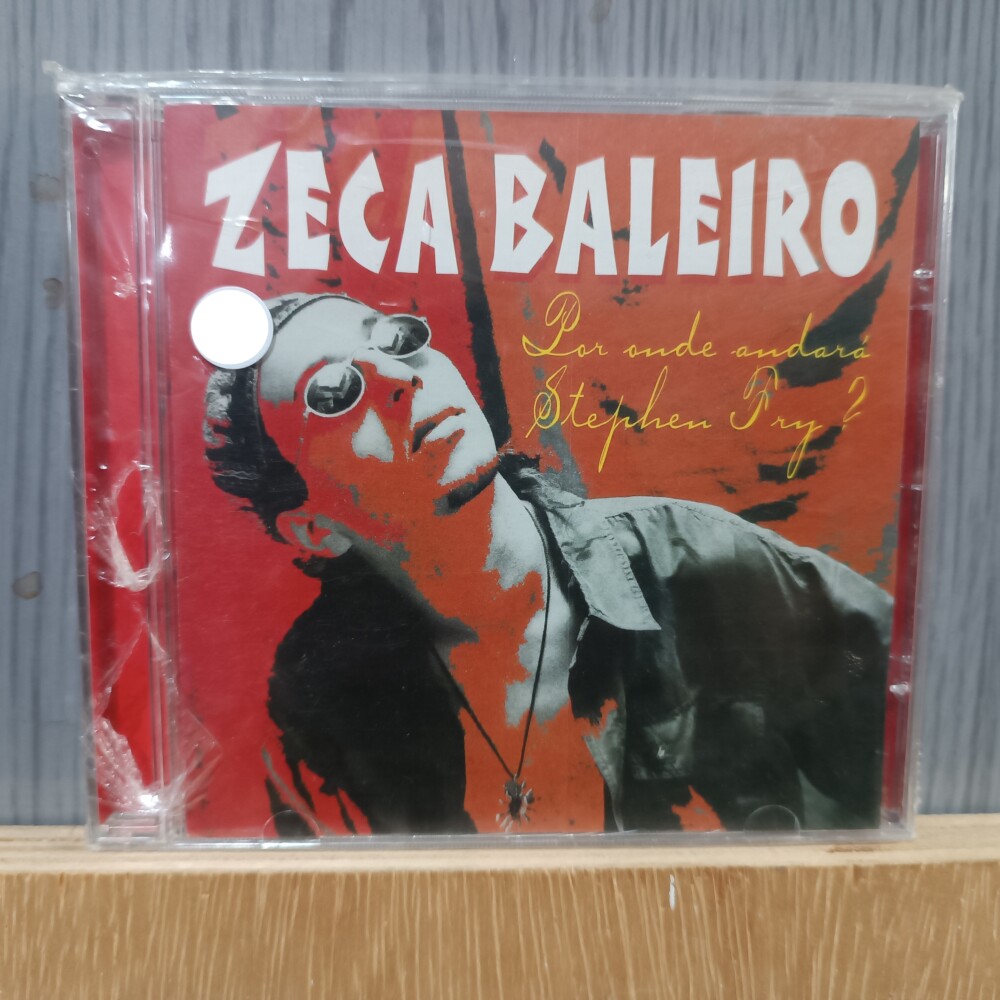 ZECA BALEIRO
Por onde andará
Stephen Fry?